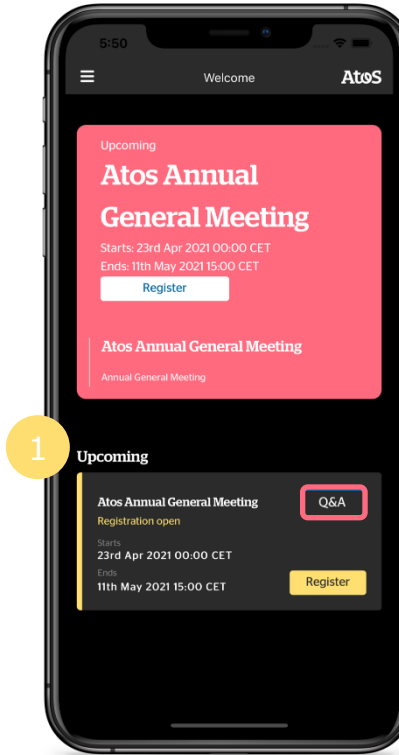 5:50
Welcome
Atos
Upcoming
Atos Annual
General Meeting
Starts: 23rd Apr 2021 00:00 CET
Ends: 11th May 2021 15:00 CET
Register
Atos Annual General Meeting
Annual General Meeting
1
Upcoming
Atos Annual General Meeting
Q&A
Registration open
Starts
23rd Apr 2021 00:00 CET
Ends
11th May 2021 15:00 CET
Register